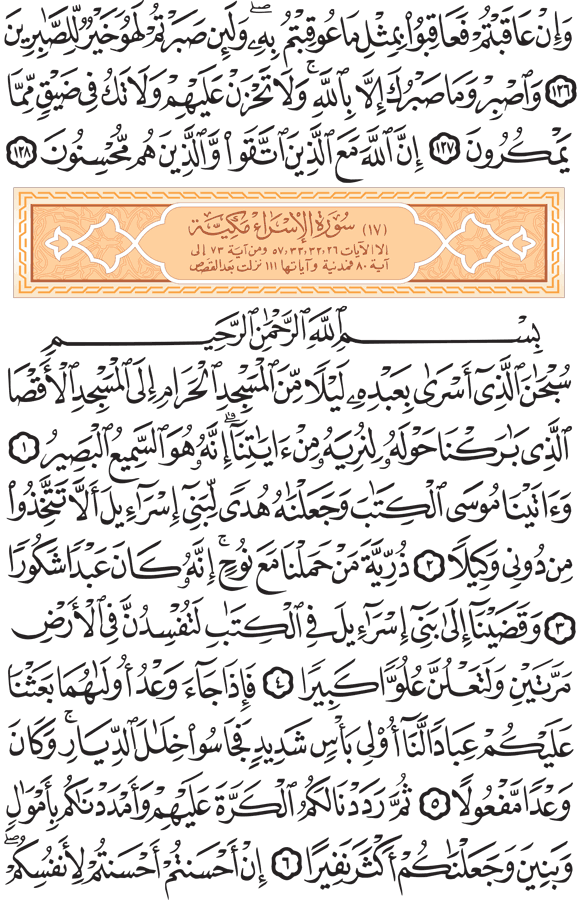 وَإِنْ عَاقَبْتُمْ فَعَاقِبُوا۟ بِمِثْلِ مَا عُوقِبْتُم بِهِۦ ۖ وَلَئِن صَبَرْتُمْ لَهُوَ خَيْرٌ لِّلصَّـٰبِرِينَ
١٢٦ وَٱصْبِرْ وَمَا صَبْرُكَ إِلَّا بِٱللَّهِ ۚ وَلَا تَحْزَنْ عَلَيْهِمْ وَلَا تَكُ فِى ضَيْقٍ مِّمَّا
يَمْكُرُونَ ١٢٧ إِنَّ ٱللَّهَ مَعَ ٱلَّذِينَ ٱتَّقَوا۟ وَّٱلَّذِينَ هُم مُّحْسِنُونَ ١٢٨
(١٧) سُورَةُ الإِسْرَاءِ مَكِّيَّة
إلا الآيات ٢٦، ٣٢، ٣٣، ٥٧ ومن آية ٧٣ إلى
آية ٨٠ فمدنية وآياتها ١١١ نزلت بعد القصص
بِسْمِ ٱللَّهِ ٱلرَّحْمَـٰنِ ٱلرَّحِيمِ
سُبْحَـٰنَ ٱلَّذِىٓ أَسْرَىٰ بِعَبْدِهِۦ لَيْلًا مِّنَ ٱلْمَسْجِدِ ٱلْحَرَامِ إِلَى ٱلْمَسْجِدِ ٱلْأَقْصَا
ٱلَّذِى بَـٰرَكْنَا حَوْلَهُۥ لِنُرِيَهُۥ مِنْ ءَايَـٰتِنَآ ۚ إِنَّهُۥ هُوَ ٱلسَّمِيعُ ٱلْبَصِيرُ ١
وَءَاتَيْنَا مُوسَى ٱلْكِتَـٰبَ وَجَعَلْنَـٰهُ هُدًى لِّبَنِىٓ إِسْرَٰٓءِيلَ أَلَّا تَتَّخِذُوا۟
مِن دُونِى وَكِيلًا ٢ ذُرِّيَّةَ مَنْ حَمَلْنَا مَعَ نُوحٍ ۚ إِنَّهُۥ كَانَ عَبْدًا شَكُورًا
٣ وَقَضَيْنَآ إِلَىٰ بَنِىٓ إِسْرَٰٓءِيلَ فِى ٱلْكِتَـٰبِ لَتُفْسِدُنَّ فِى ٱلْأَرْضِ
مَرَّتَيْنِ وَلَتَعْلُنَّ عُلُوًّا كَبِيرًا ٤ فَإِذَا جَآءَ وَعْدُ أُولَىٰهُمَا بَعَثْنَا
عَلَيْكُمْ عِبَادًا لَّنَآ أُو۟لِى بَأْسٍ شَدِيدٍ فَجَاسُوا۟ خِلَـٰلَ ٱلدِّيَارِ ۚ وَكَانَ
وَعْدًا مَّفْعُولًا ٥ ثُمَّ رَدَدْنَا لَكُمُ ٱلْكَرَّةَ عَلَيْهِمْ وَأَمْدَدْنَـٰكُم بِأَمْوَٰلٍ
وَبَنِينَ وَجَعَلْنَـٰكُمْ أَكْثَرَ نَفِيرًا ٦ إِنْ أَحْسَنتُمْ أَحْسَنتُمْ لِأَنفُسِكُمْ ۖ